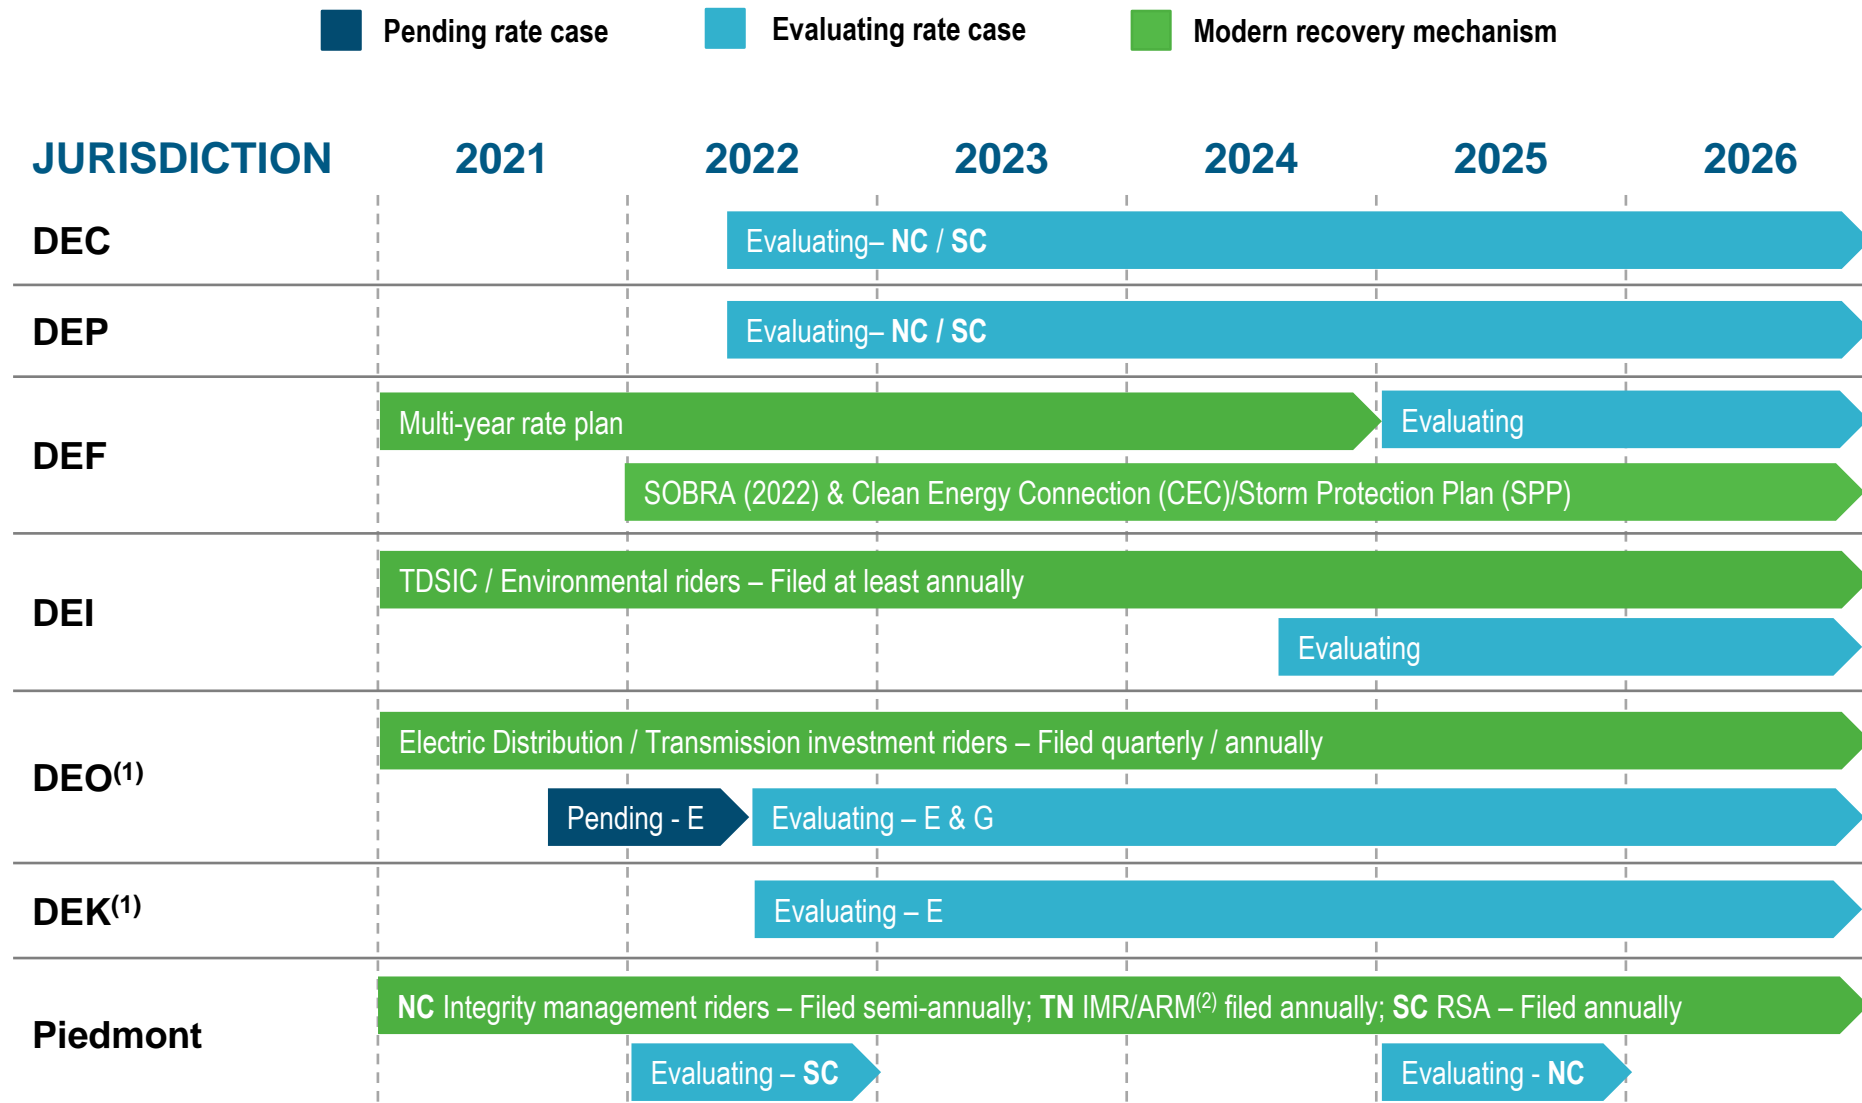 Pending rate case
Evaluating rate case
Modern recovery mechanism
JURISDICTION 2021 2022 2023 2024 2025 2026
DEC
Evaluating– NC / SC
DEP
Evaluating– NC / SC
DEF
Multi-year rate plan
Evaluating
SOBRA (2022) & Clean Energy Connection (CEC)/Storm Protection Plan (SPP)
DEI
TDSIC / Environmental riders – Filed at least annually
Evaluating
DEO(1)
Electric Distribution / Transmission investment riders – Filed quarterly / annually
Pending - E
Evaluating – E & G
DEK(1)
Evaluating – E
Piedmont
NC Integrity management riders – Filed semi-annually; TN IMR/ARM(2) filed annually; SC RSA – Filed annually
Evaluating – SC
Evaluating - NC